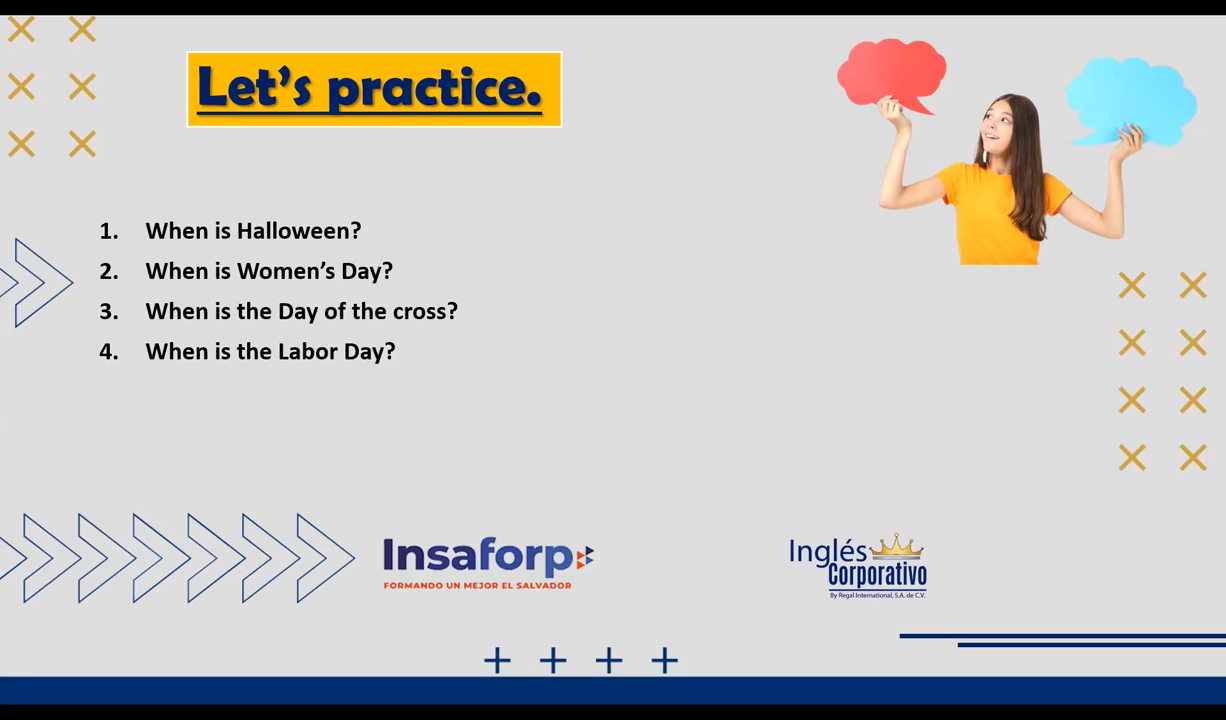 Let's practice.
1. When is Halloween?
2. When is Women's Day?
3. When is the Day of the cross?
4. When is the Labor Day?
Insaforp
FORMANDO UN MEJOR EL SALVADOR
Inglés
Corporativo
By Regal International, S.A. de C.V.